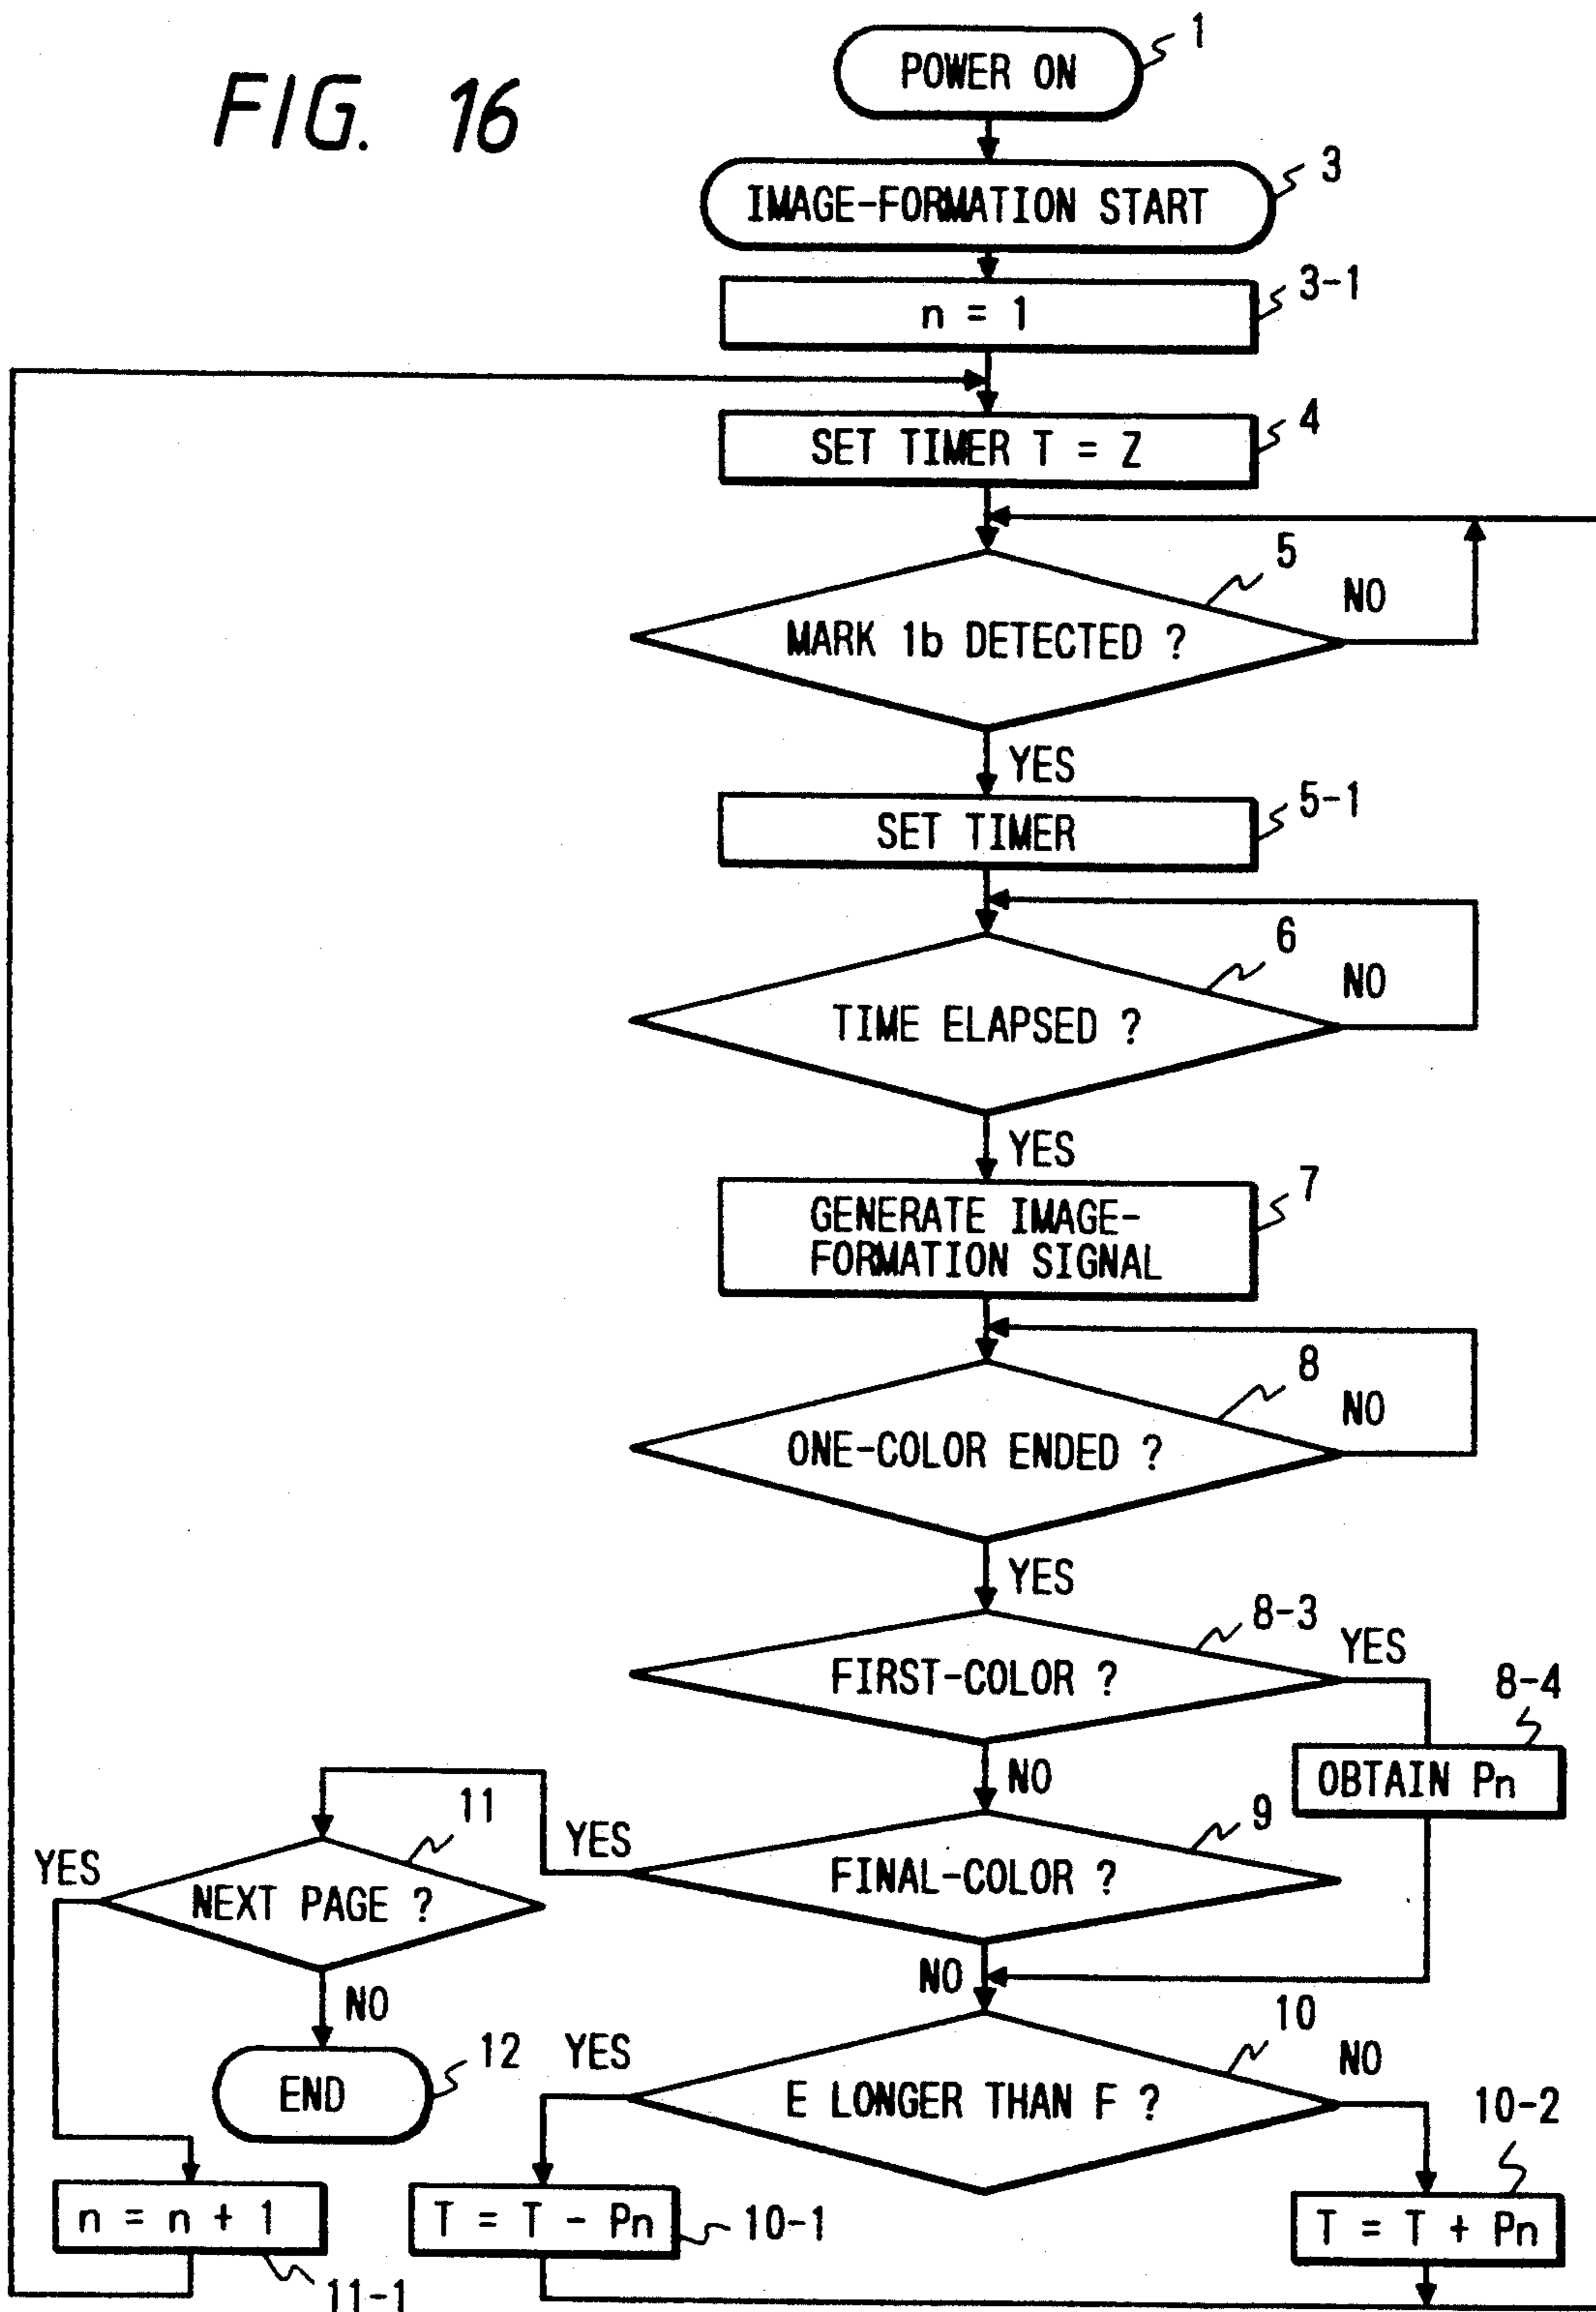 FIG. 16
POWER ON
1
IMAGE-FORMATION START
3
n = 1
3-1
SET TIMER T = Z
4
5
NO
MARK 1b DETECTED ?
YES
SET TIMER
5-1
6
NO
TIME ELAPSED ?
YES
GENERATE IMAGE-
FORMATION SIGNAL
7
8
NO
ONE-COLOR ENDED ?
YES
8-3
YES
FIRST-COLOR ?
8-4
OBTAIN Pn
NO
11
9
YES
YES
NEXT PAGE ?
FINAL-COLOR ?
NO
NO
10
12
YES
NO
END
E LONGER THAN F ?
10-2
n = n + 1
T = T - Pn
10-1
T = T + Pn
11-1